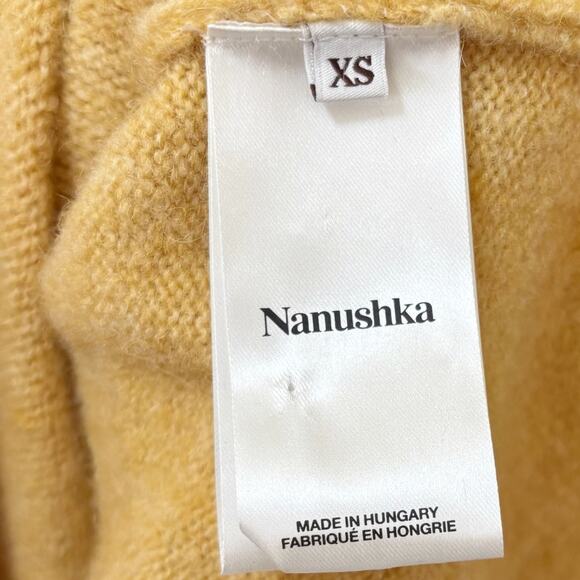 XS
Nanushka
MADE IN HUNGARY
FABRIQUÉ EN HONGRIE